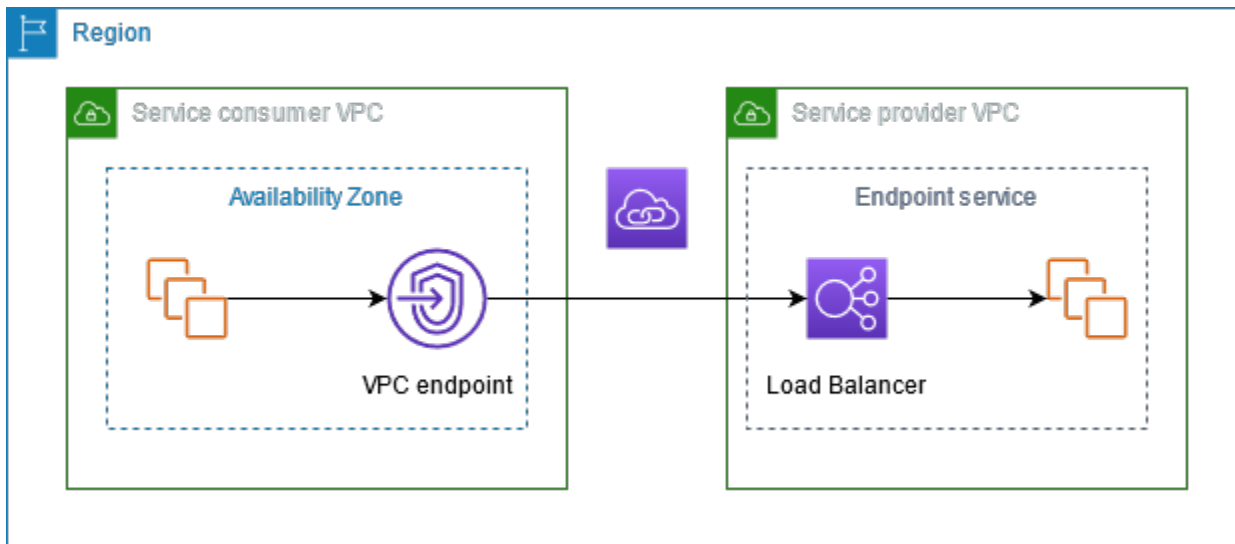 Region
Service consumer VPC
Service provider VPC
Availability Zone
Endpoint service
VPC endpoint
Load Balancer